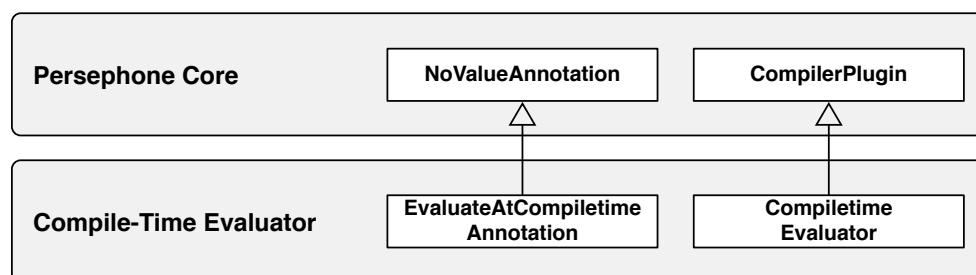 Persephone Core
NoValueAnnotation
CompilerPlugin
Compile-Time Evaluator
EvaluateAtCompiletime
Annotation
Compiletime
Evaluator